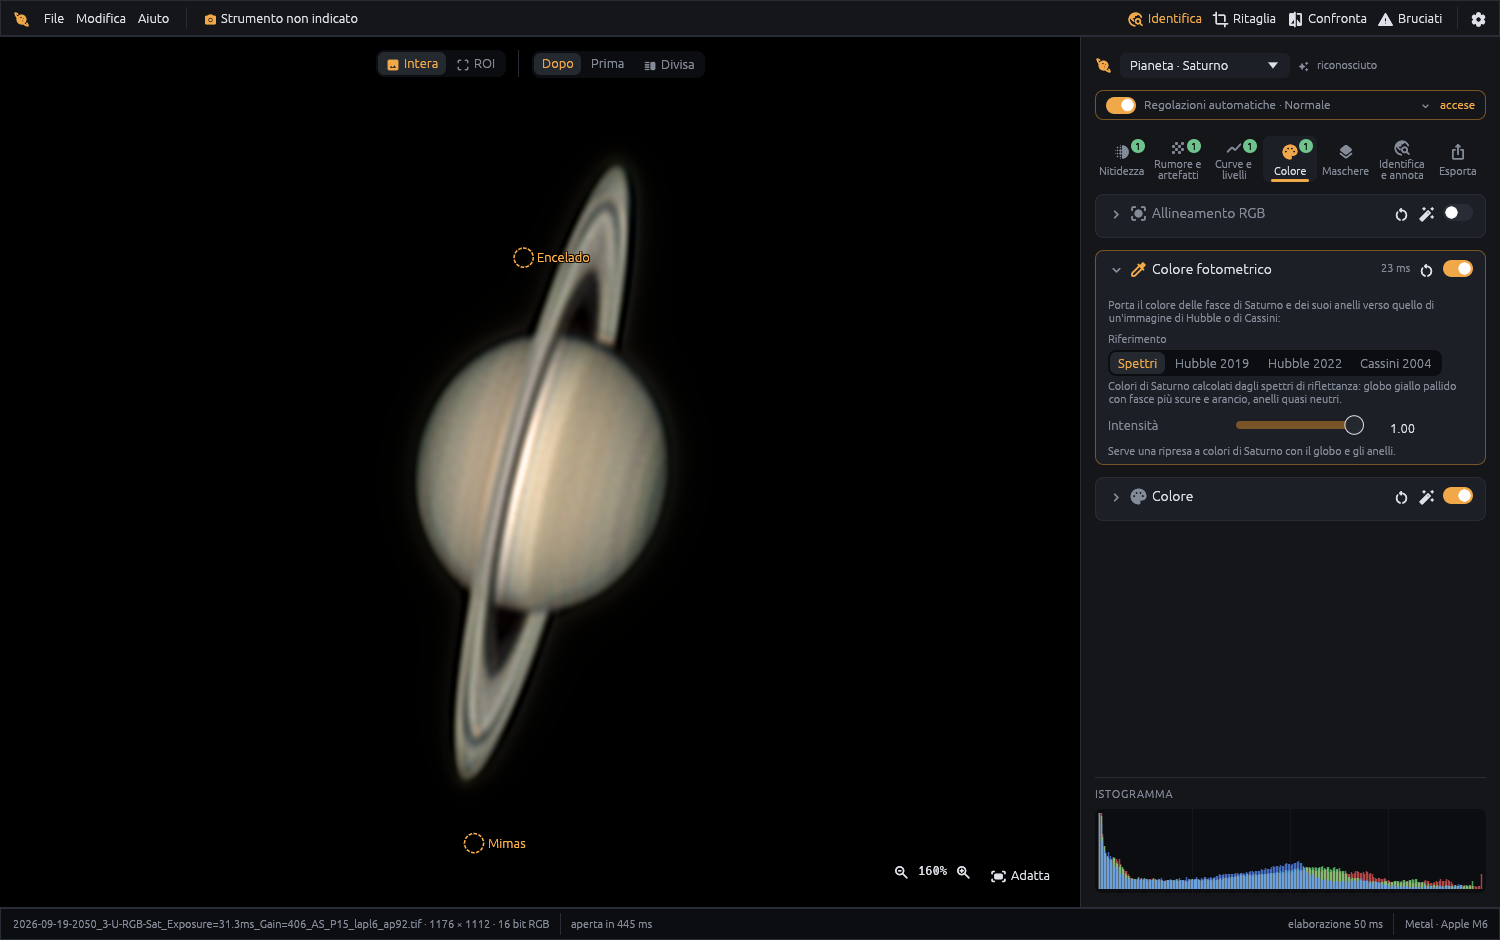 File Modifica Aiuto Strumento non indicato Identifica Ritaglia Confronta Bruciati
Intera ROI Dopo Prima Divisa
Encelado
Mimas
160% Adatta
Pianeta · Saturno riconosciuto
Regolazioni automatiche · Normale accese
1 1 1 1
Nitidezza Rumore e artefatti Curve e livelli Colore Maschere Identifica e annota Esporta
Allineamento RGB
Colore fotometrico 23 ms
Porta il colore delle fasce di Saturno e dei suoi anelli verso quello di
un'immagine di Hubble o di Cassini:
Riferimento
Spettri Hubble 2019 Hubble 2022 Cassini 2004
Colori di Saturno calcolati dagli spettri di riflettanza: globo giallo pallido
con fasce più scure e arancio, anelli quasi neutri.
Intensità 1.00
Serve una ripresa a colori di Saturno con il globo e gli anelli.
Colore
ISTOGRAMMA
2026-09-19-2050_3-U-RGB-Sat_Exposure=31.3ms_Gain=406_AS_P15_lapl6_ap92.tif · 1176 × 1112 · 16 bit RGB aperta in 445 ms elaborazione 50 ms Metal · Apple M6